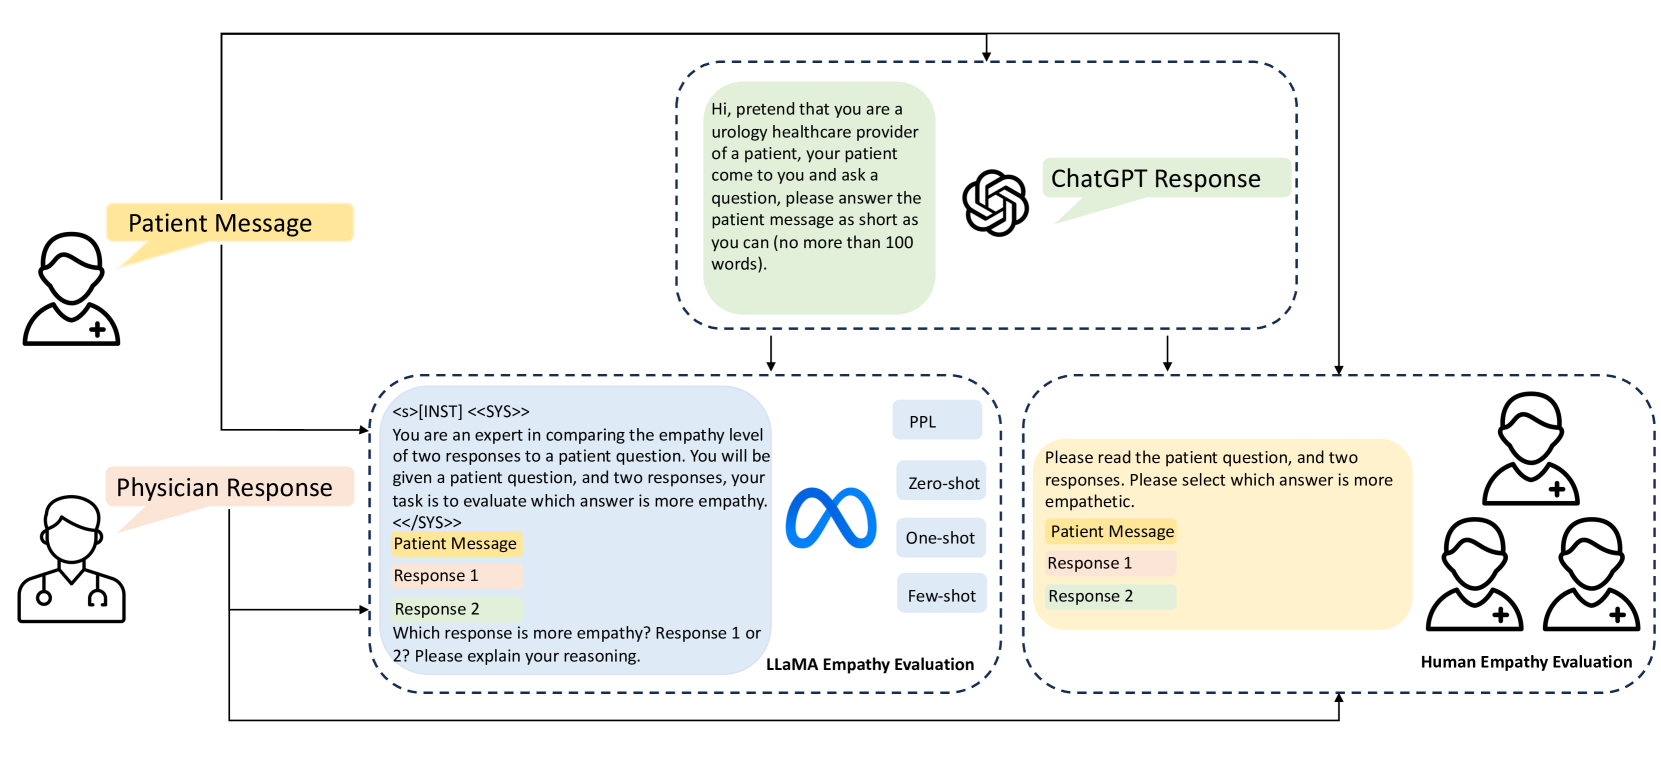 Hi, pretend that you are a
urology healthcare provider
of a patient, your patient
come to you and ask a
question, please answer the
patient message as short as
you can (no more than 100
words).
ChatGPT Response
Patient Message
Physician Response
<s>[INST] <<SYS>>
You are an expert in comparing the empathy level
of two responses to a patient question. You will be
given a patient question, and two responses, your
task is to evaluate which answer is more empathy.
<</SYS>>
Patient Message
Response 1
Response 2
Which response is more empathy? Response 1 or
2? Please explain your reasoning.
PPL
Zero-shot
One-shot
Few-shot
LLaMA Empathy Evaluation
Please read the patient question, and two
responses. Please select which answer is more
empathetic.
Patient Message
Response 1
Response 2
Human Empathy Evaluation